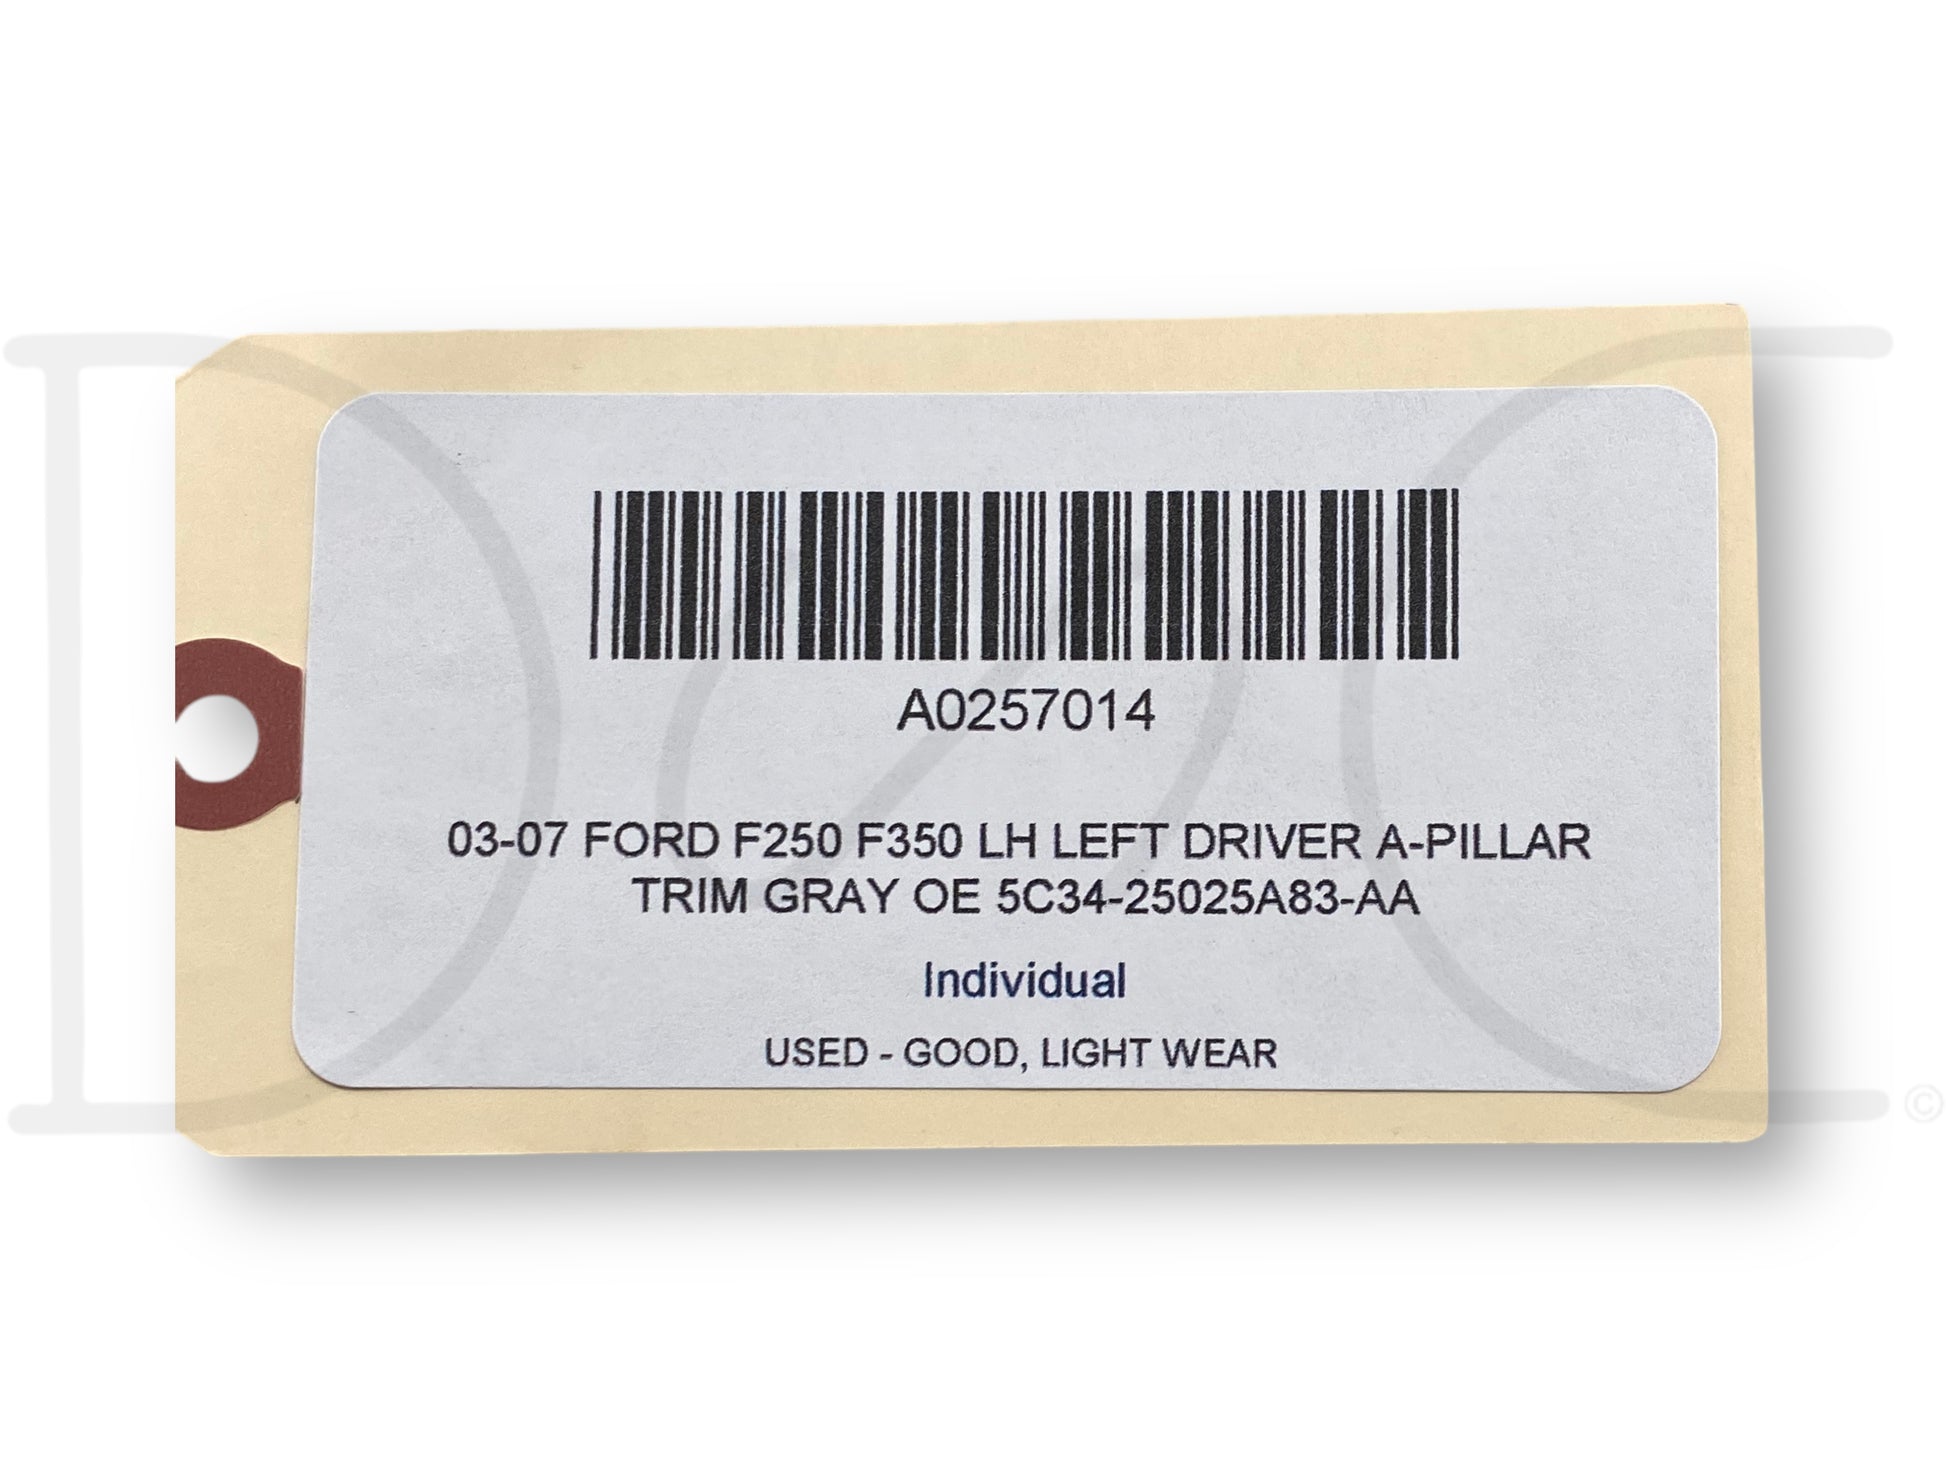 A0257014
03-07 FORD F250 F350 LH LEFT DRIVER A-PILLAR
TRIM GRAY OE 5C34-25025A83-AA
Individual
USED - GOOD, LIGHT WEAR
©